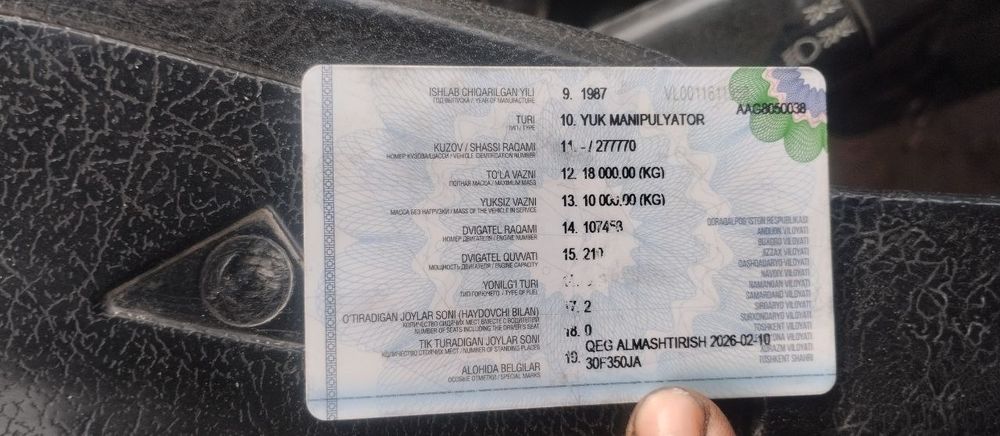 ISHLAB CHIQARILGAN YILI
ГОД ВЫПУСКА / YEAR OF MANUFACTURE
9. 1987
AAG8050038
TURI
ТИП / TYPE
10. YUK MANIPULYATOR
KUZOV / SHASSI RAQAMI
НОМЕР КУЗОВА/ШАССИ / VEHICLE IDENTIFICATION NUMBER
11. - / 277770
TO'LA VAZNI
ПОЛНАЯ МАССА / MAXIMUM MASS
12. 18 000.00 (KG)
YUKSIZ VAZNI
МАССА БЕЗ НАГРУЗКИ / MASS OF THE VEHICLE IN SERVICE
13. 10 000.00 (KG)
DVIGATEL RAQAMI
НОМЕР ДВИГАТЕЛЯ / ENGINE NUMBER
14.
DVIGATEL QUVVATI
МОЩНОСТЬ ДВИГАТЕЛЯ / ENGINE CAPACITY
15.
YONILG'I TURI
ТИП ГОРЮЧЕГО / TYPE OF FUEL
O'TIRADIGAN JOYLAR SONI (HAYDOVCHI BILAN)
КОЛИЧЕСТВО СИДЯЧИХ МЕСТ ВМЕСТЕ С ВОДИТЕЛЕМ
NUMBER OF SEATS INCLUDING THE DRIVER'S SEAT
17. 2
TIK TURADIGAN JOYLAR SONI
КОЛИЧЕСТВО СТОЯЧИХ МЕСТ / NUMBER OF STANDING PLACES
18. 0
ALOHIDA BELGILAR
ОСОБЫЕ ОТМЕТКИ / SPECIAL MARKS
19. QEG ALMASHTIRISH 2026-02-10
30F350JA
QORAQALPOG'ISTON RESPUBLIKASI
ANDIJON VILOYATI
BUXORO VILOYATI
JIZZAX VILOYATI
QASHQADARYO VILOYATI
NAVOIY VILOYATI
NAMANGAN VILOYATI
SAMARQAND VILOYATI
SIRDARYO VILOYATI
SURXONDARYO VILOYATI
TOSHKENT VILOYATI
VILOYATI
XORAZM VILOYATI
TOSHKENT SHAHRI